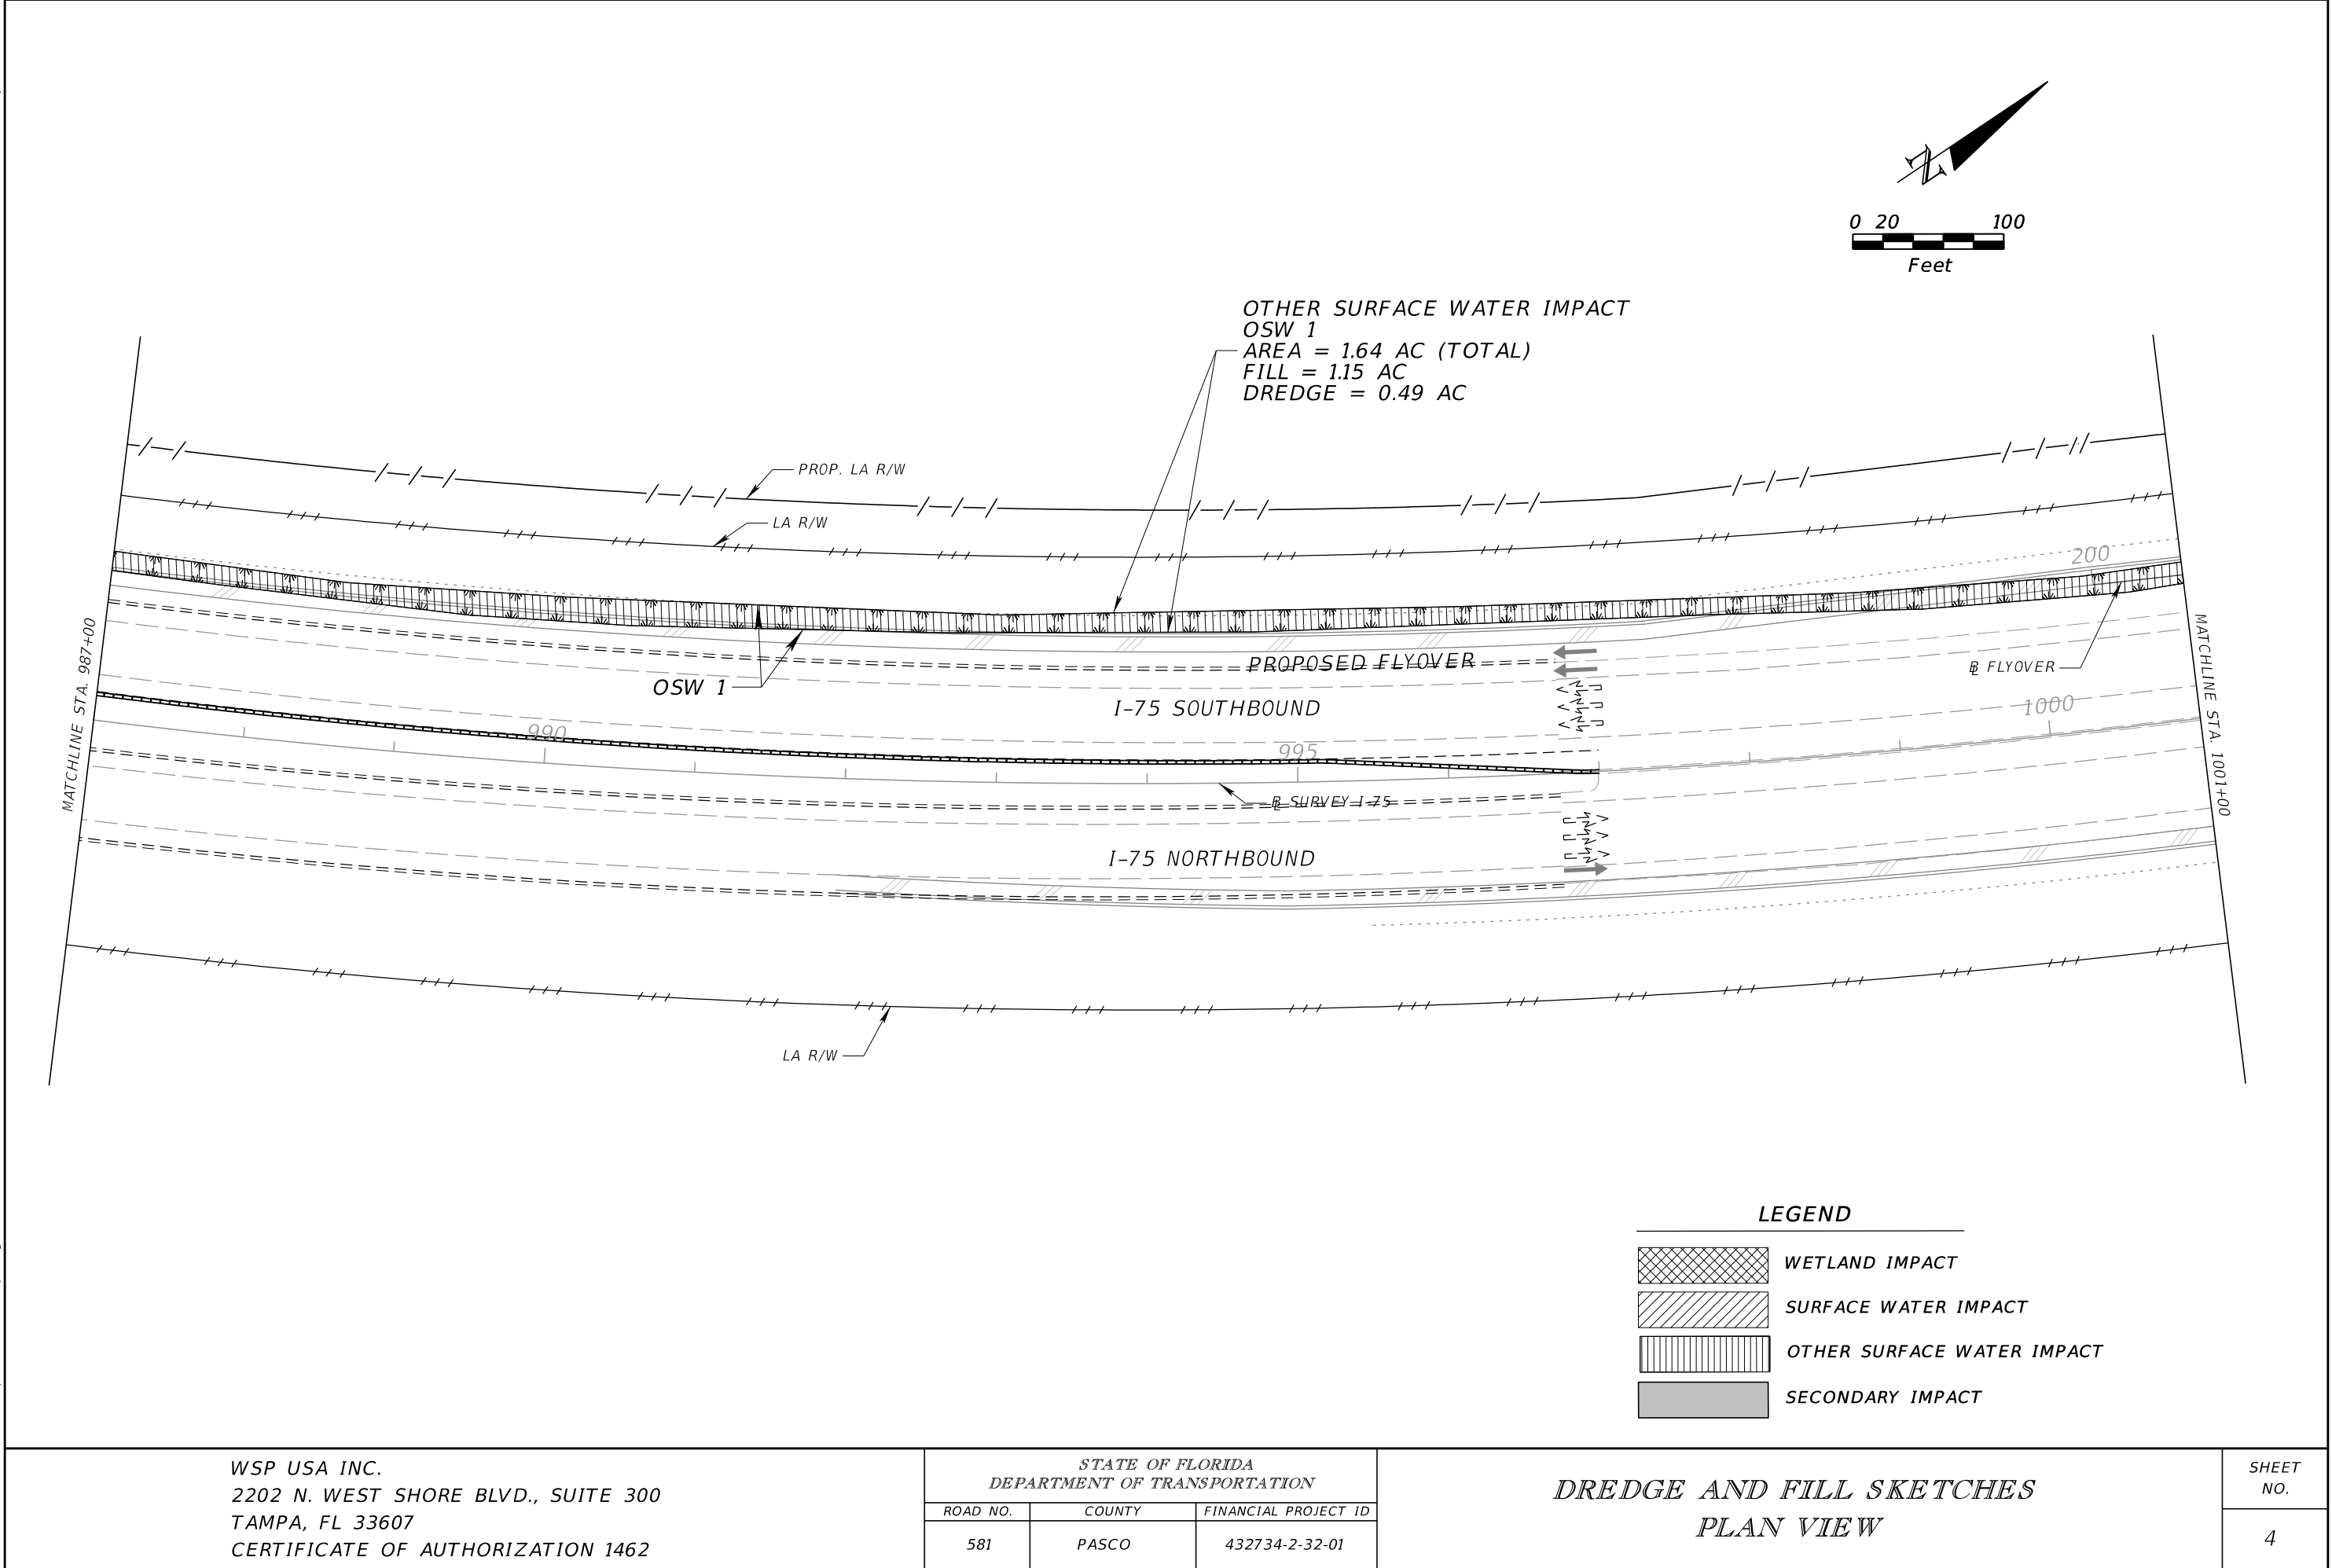 N
0 20 100
Feet
OTHER SURFACE WATER IMPACT
OSW 1
AREA = 1.64 AC (TOTAL)
FILL = 1.15 AC
DREDGE = 0.49 AC
PROP. LA R/W
LA R/W
200
MATCHLINE STA. 987+00
OSW 1
PROPOSED FLYOVER
I-75 SOUTHBOUND
B FLYOVER
MATCHLINE STA. 1001+00
990
995
1000
B SURVEY I-75
I-75 NORTHBOUND
LA R/W
LEGEND
WETLAND IMPACT
SURFACE WATER IMPACT
OTHER SURFACE WATER IMPACT
SECONDARY IMPACT
WSP USA INC.
2202 N. WEST SHORE BLVD., SUITE 300
TAMPA, FL 33607
CERTIFICATE OF AUTHORIZATION 1462
STATE OF FLORIDA
DEPARTMENT OF TRANSPORTATION
ROAD NO. COUNTY FINANCIAL PROJECT ID
581 PASCO 432734-2-32-01
DREDGE AND FILL SKETCHES
PLAN VIEW
SHEET
NO.
4